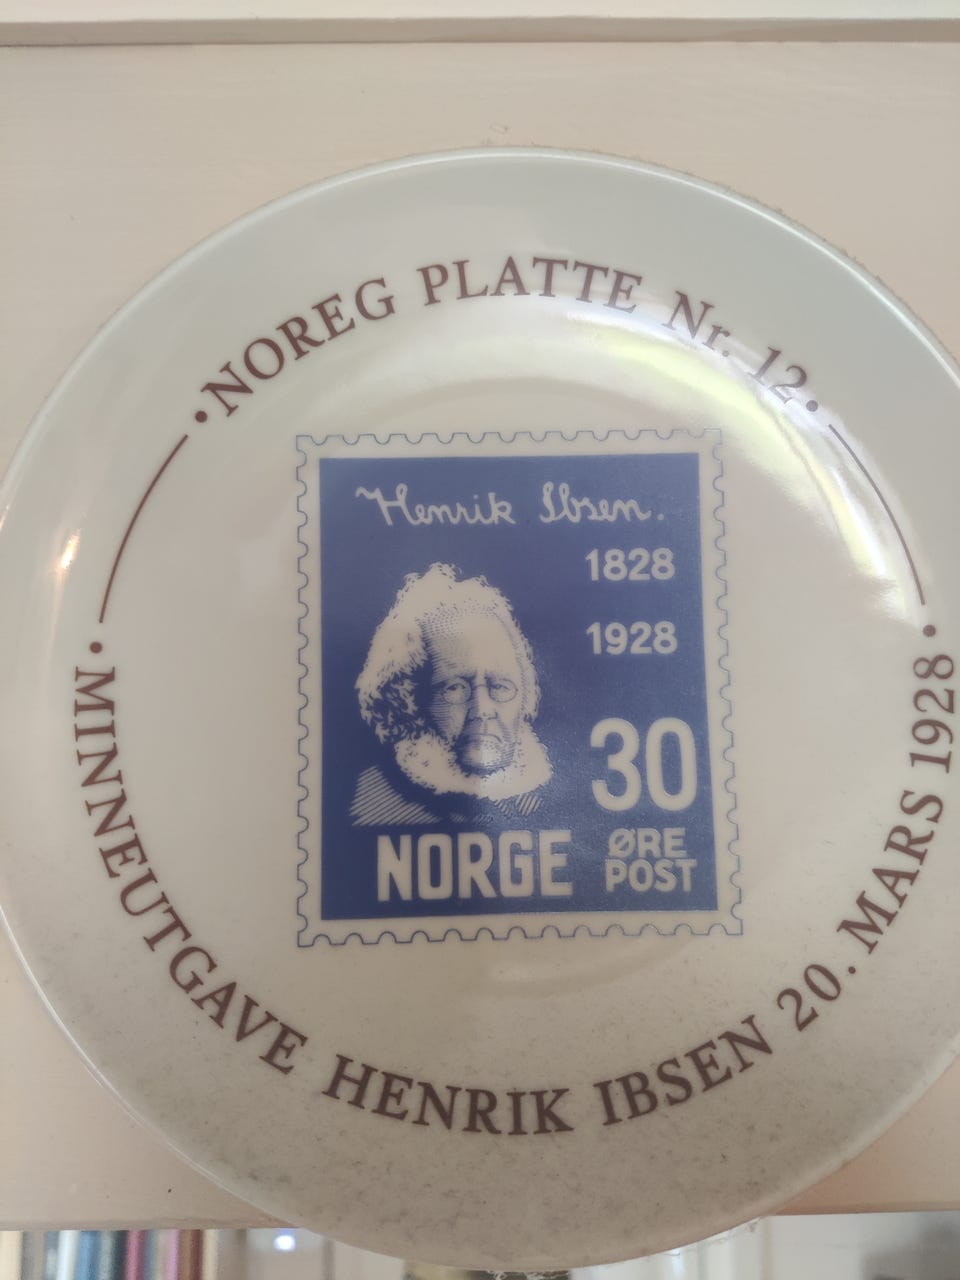 • NOREG PLATTE Nr. 12 •
Henrik Ibsen.
1828
1928
30
NORGE ØRE
POST
• MINNEUTGAVE HENRIK IBSEN 20. MARS 1928 •